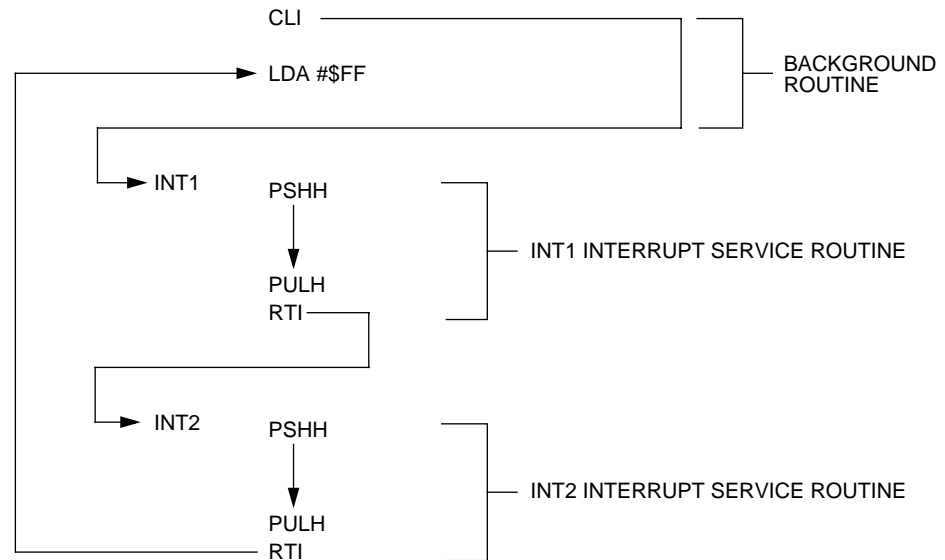 CLI
LDA #$FF
BACKGROUND
ROUTINE
INT1
PSHH
INT1 INTERRUPT SERVICE ROUTINE
PULH
RTI
INT2
PSHH
INT2 INTERRUPT SERVICE ROUTINE
PULH
RTI